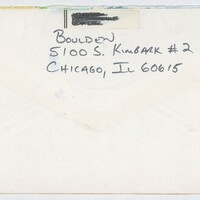 BOULDEN
5100 S. KIMBARK #2
CHICAGO, IL 60615